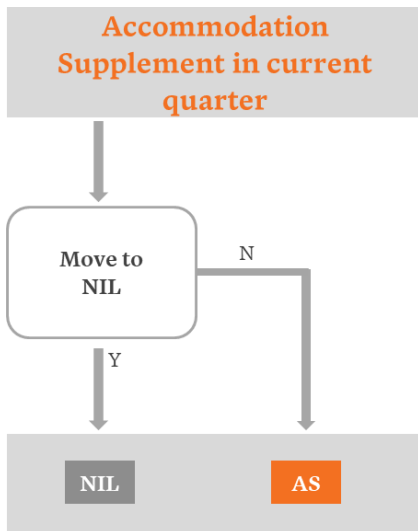 Accommodation
Supplement in current
quarter
Move to
NIL
N
Y
NIL
AS